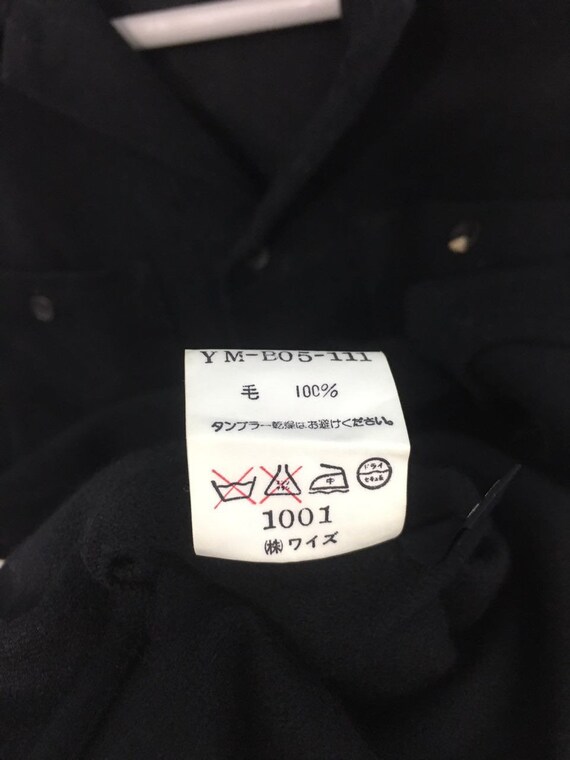 YM-B05-111
毛 100%
タンブラー乾燥はお避けください。
中 ドライ
1001
㈱ワイズ